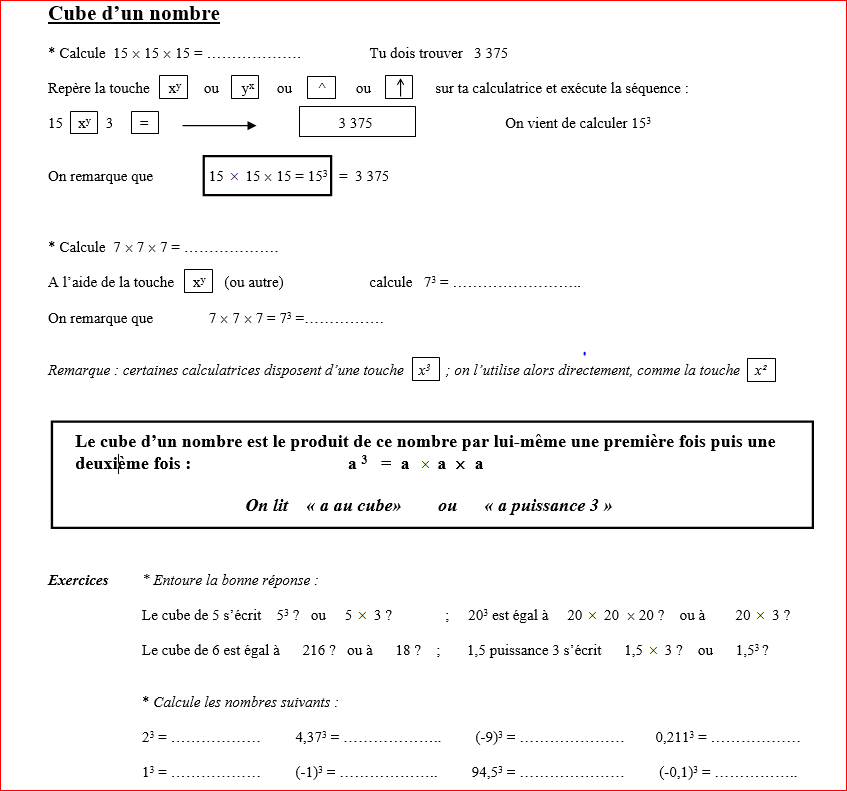 Cube d’un nombre
* Calcule 15 × 15 × 15 = ………………. Tu dois trouver 3 375
Repère la touche xʸ ou yˣ ou ^ ou ↑ sur ta calculatrice et exécute la séquence :
15 xʸ 3 = 3 375 On vient de calculer 15³
On remarque que 15 × 15 × 15 = 15³ = 3 375
* Calcule 7 × 7 × 7 = ……………….
A l’aide de la touche xʸ (ou autre) calcule 7³ = ……………………..
On remarque que 7 × 7 × 7 = 7³ =…………….
Remarque : certaines calculatrices disposent d’une touche x³ ; on l’utilise alors directement, comme la touche x²
Le cube d’un nombre est le produit de ce nombre par lui-même une première fois puis une
deuxième fois : a ³ = a × a x a
On lit « a au cube» ou « a puissance 3 »
Exercices * Entoure la bonne réponse :
Le cube de 5 s’écrit 5³ ? ou 5 × 3 ? ; 20³ est égal à 20 × 20 × 20 ? ou à 20 × 3 ?
Le cube de 6 est égal à 216 ? ou à 18 ? ; 1,5 puissance 3 s’écrit 1,5 × 3 ? ou 1,5³ ?
* Calcule les nombres suivants :
2³ = ……………… 4,37³ = ……………….. (-9)³ = ………………… 0,211³ = ………………
1³ = ……………… (-1)³ = ……………….. 94,5³ = ………………… (-0,1)³ = ……………..